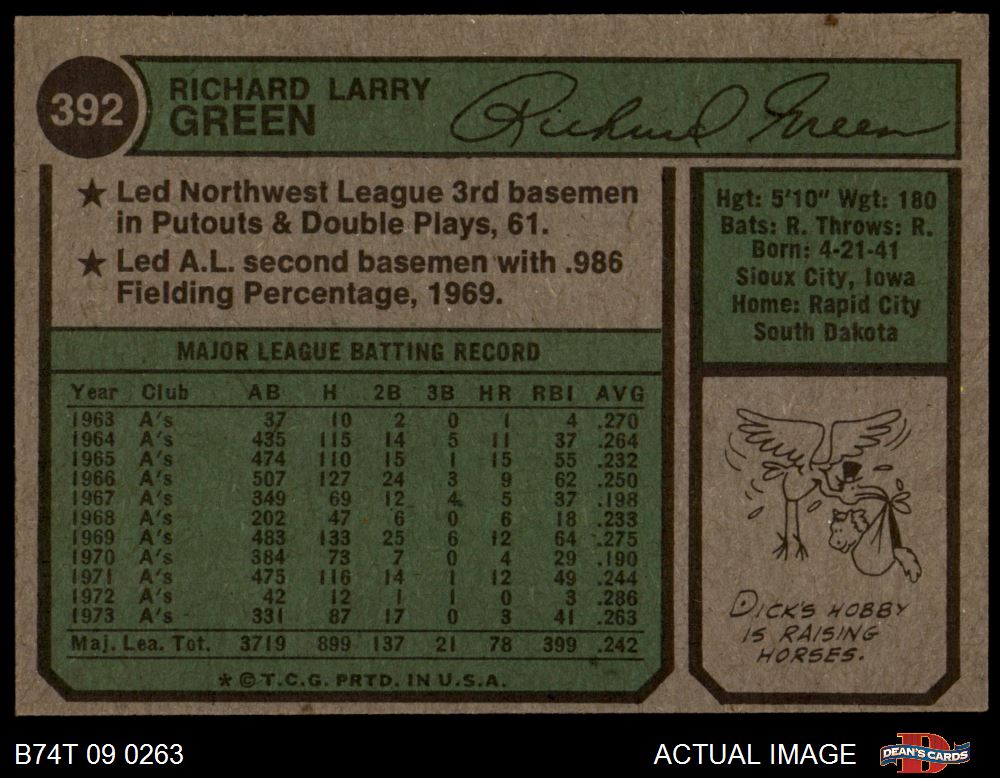 392
RICHARD LARRY
GREEN
Richard Green
★ Led Northwest League 3rd basemen
in Putouts & Double Plays, 61.
★ Led A.L. second basemen with .986
Fielding Percentage, 1969.
Hgt: 5'10" Wgt: 180
Bats: R. Throws: R.
Born: 4-21-41
Sioux City, Iowa
Home: Rapid City
South Dakota
MAJOR LEAGUE BATTING RECORD
Year Club AB H 2B 3B HR RBI AVG
1963 A's 37 10 2 0 1 4 .270
1964 A's 435 115 14 5 11 37 .264
1965 A's 474 110 15 1 15 55 .232
1966 A's 507 127 24 3 9 62 .250
1967 A's 349 69 12 4 5 37 .198
1968 A's 202 47 6 0 6 18 .233
1969 A's 483 133 25 6 12 64 .275
1970 A's 384 73 7 0 4 29 .190
1971 A's 475 116 14 1 12 49 .244
1972 A's 42 12 1 1 0 3 .286
1973 A's 331 87 17 0 3 41 .263
Maj. Lea. Tot. 3719 899 137 21 78 399 .242
* © T.C.G. PRTD. IN U.S.A.
DICK'S HOBBY
IS RAISING
HORSES.
B74T 09 0263
ACTUAL IMAGE
DEAN'S CARDS